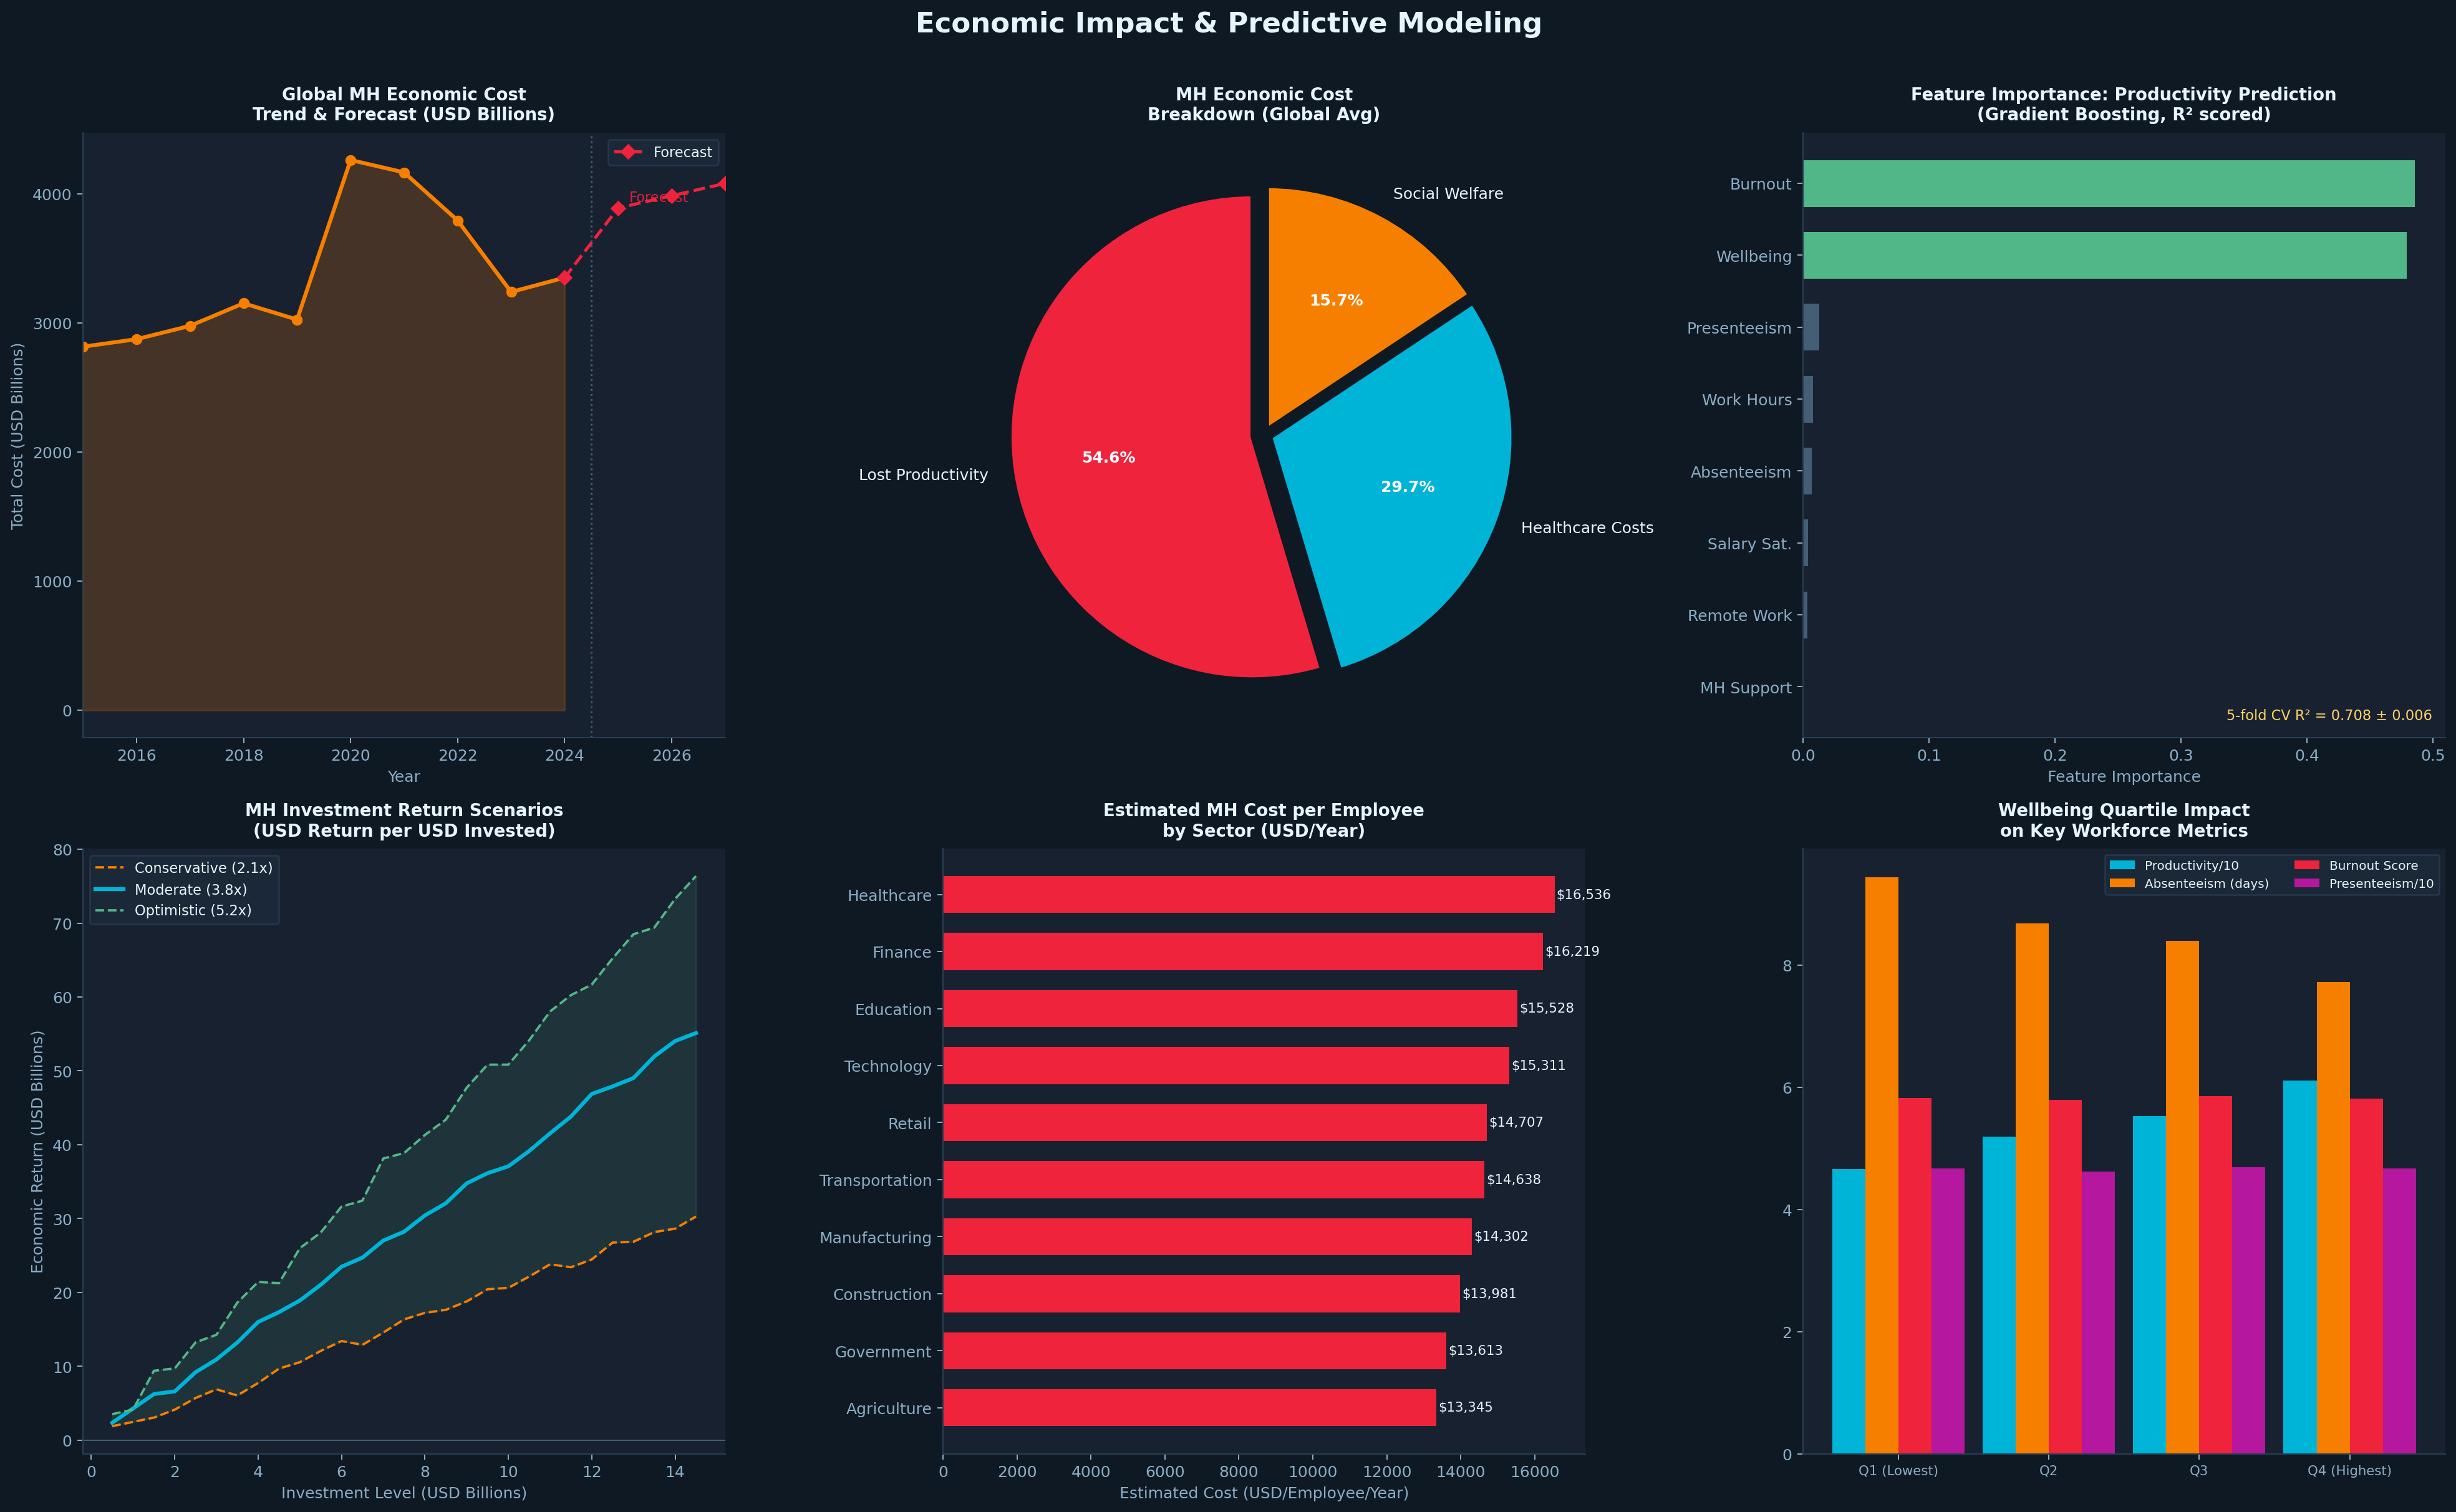 Economic Impact & Predictive Modeling
Global MH Economic Cost
Trend & Forecast (USD Billions)
Forecast
Forecast
4000
3000
2000
1000
0
Total Cost (USD Billions)
2016
2018
2020
2022
2024
2026
Year
MH Economic Cost
Breakdown (Global Avg)
Social Welfare
15.7%
54.6%
Lost Productivity
29.7%
Healthcare Costs
Feature Importance: Productivity Prediction
(Gradient Boosting, R² scored)
Burnout
Wellbeing
Presenteeism
Work Hours
Absenteeism
Salary Sat.
Remote Work
MH Support
5-fold CV R² = 0.708 ± 0.006
0.0
0.1
0.2
0.3
0.4
0.5
Feature Importance
MH Investment Return Scenarios
(USD Return per USD Invested)
Conservative (2.1x)
Moderate (3.8x)
Optimistic (5.2x)
80
70
60
50
40
30
20
10
0
Economic Return (USD Billions)
0
2
4
6
8
10
12
14
Investment Level (USD Billions)
Estimated MH Cost per Employee
by Sector (USD/Year)
Healthcare $16,536
Finance $16,219
Education $15,528
Technology $15,311
Retail $14,707
Transportation $14,638
Manufacturing $14,302
Construction $13,981
Government $13,613
Agriculture $13,345
0
2000
4000
6000
8000
10000
12000
14000
16000
Estimated Cost (USD/Employee/Year)
Wellbeing Quartile Impact
on Key Workforce Metrics
Productivity/10
Absenteeism (days)
Burnout Score
Presenteeism/10
8
6
4
2
0
Q1 (Lowest)
Q2
Q3
Q4 (Highest)